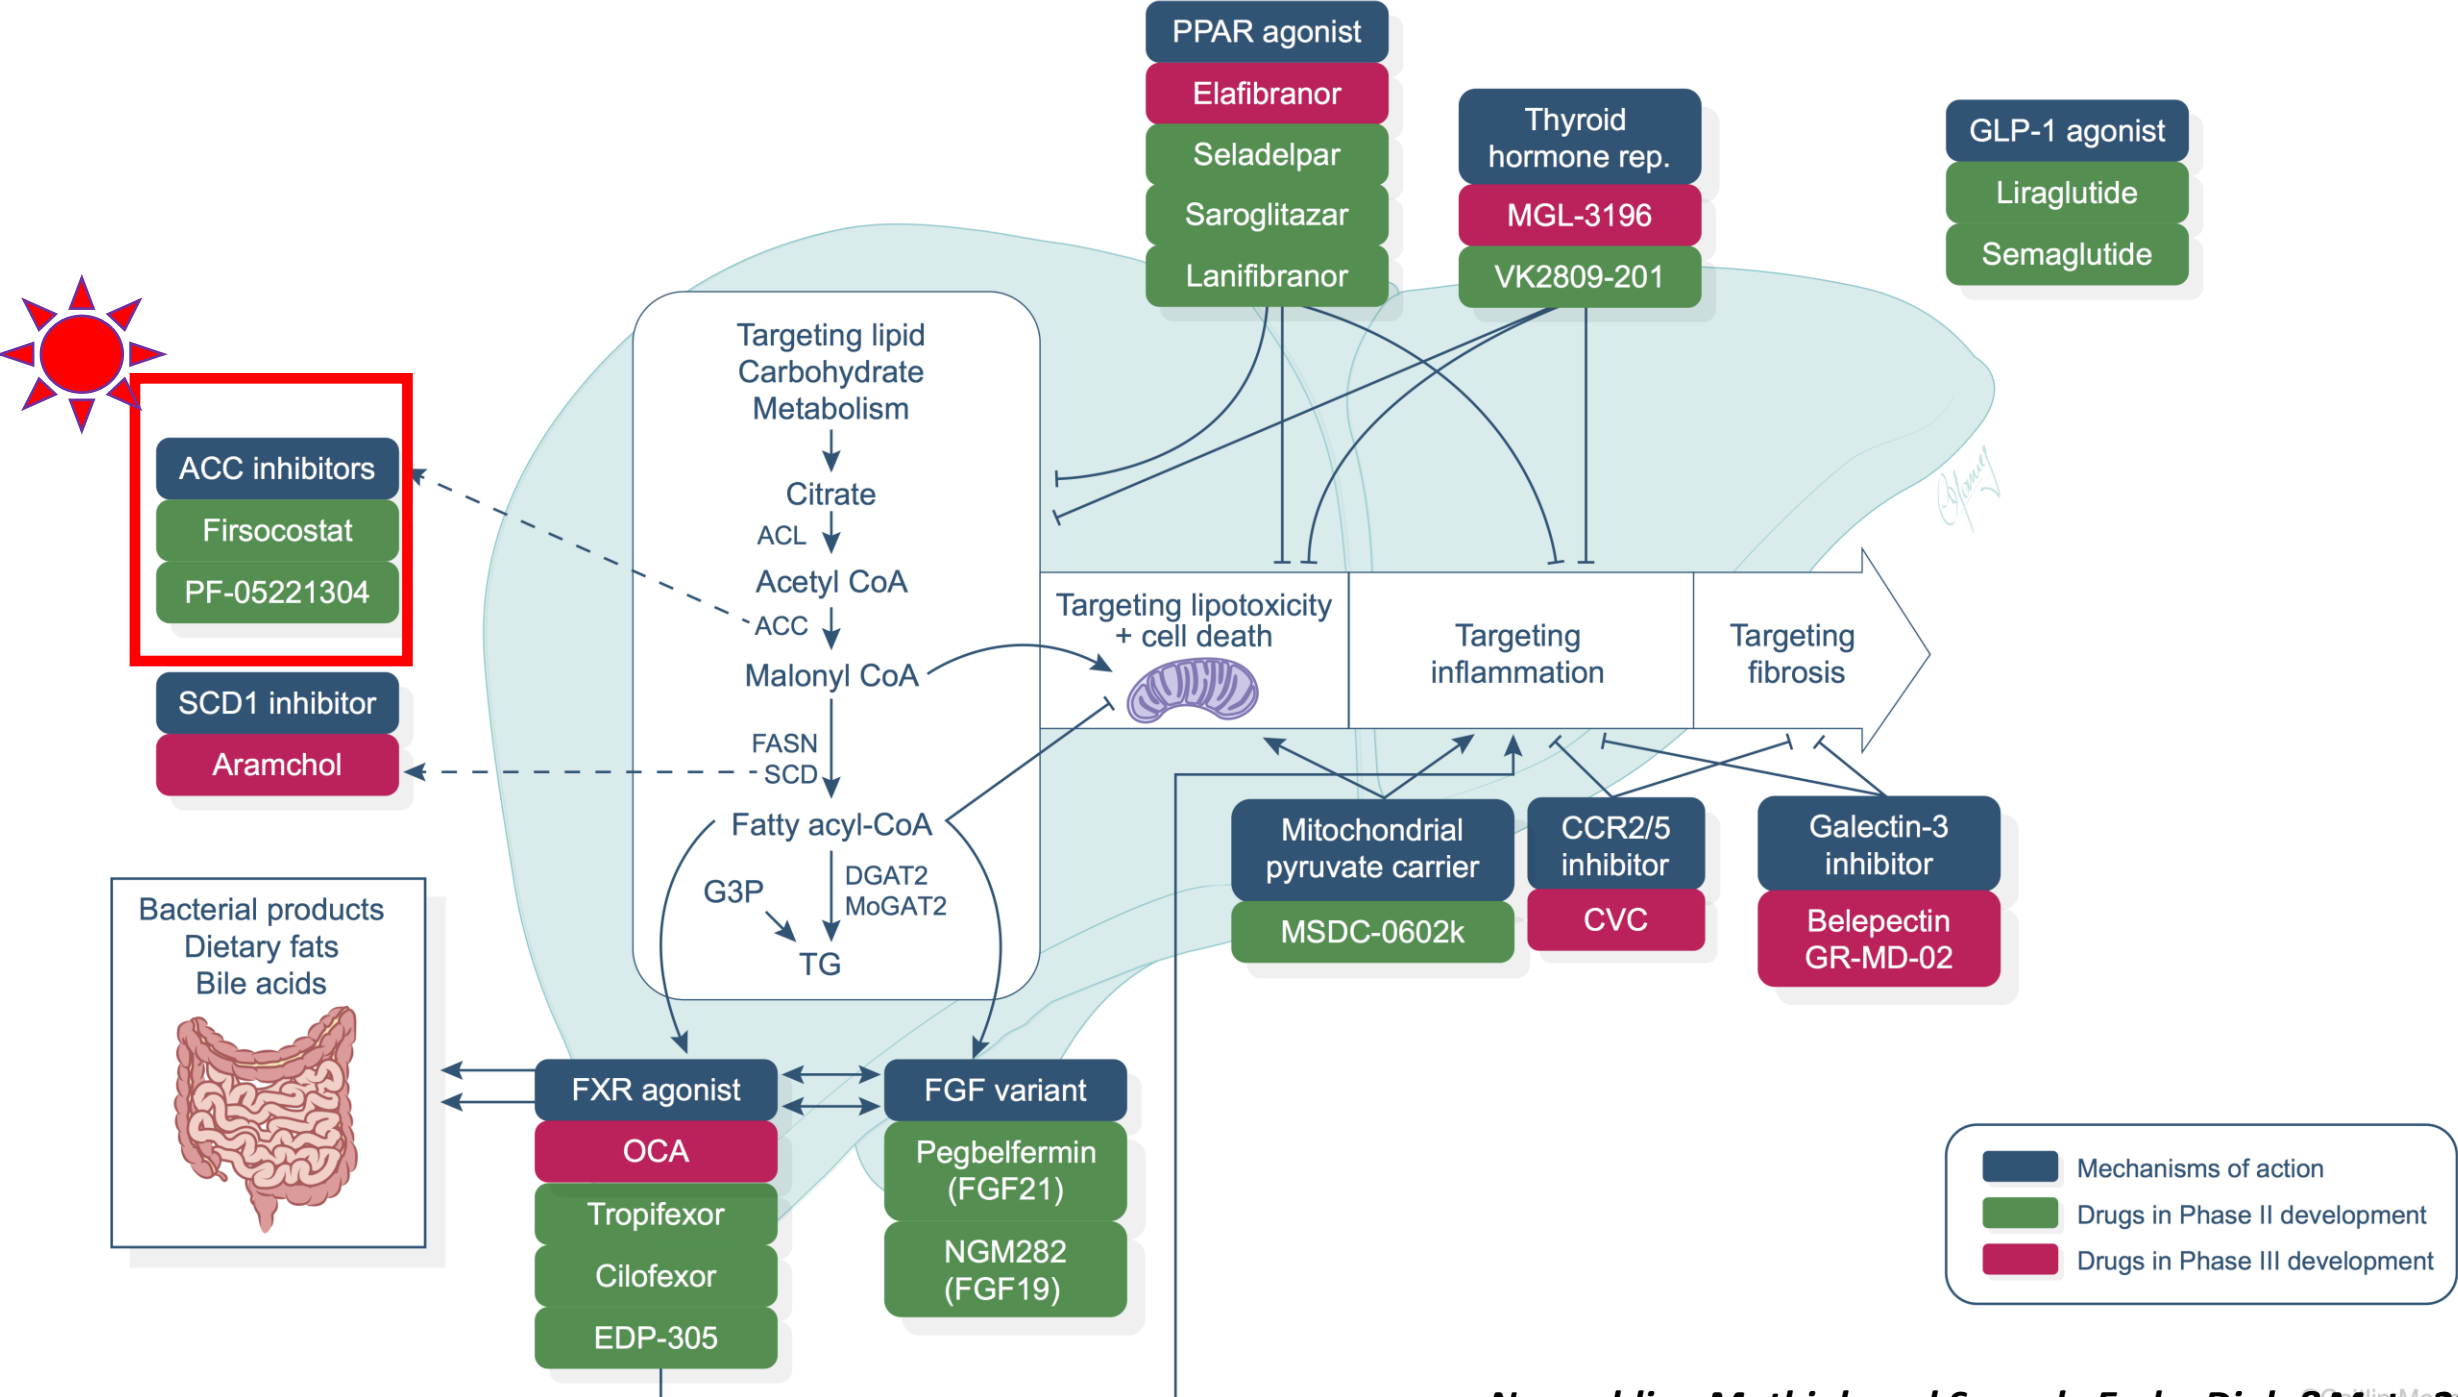 PPAR agonist
Elafibranor
Seladelpar
Saroglitazar
Lanifibranor
Thyroid
hormone rep.
MGL-3196
VK2809-201
GLP-1 agonist
Liraglutide
Semaglutide
Targeting lipid
Carbohydrate
Metabolism
Citrate
ACL
Acetyl CoA
ACC
Malonyl CoA
FASN
SCD
Fatty acyl-CoA
G3P
DGAT2
MoGAT2
TG
ACC inhibitors
Firsocostat
PF-05221304
SCD1 inhibitor
Aramchol
Targeting lipotoxicity
+ cell death
Targeting
inflammation
Targeting
fibrosis
Mitochondrial
pyruvate carrier
MSDC-0602k
CCR2/5
inhibitor
CVC
Galectin-3
inhibitor
Belepectin
GR-MD-02
Bacterial products
Dietary fats
Bile acids
FXR agonist
OCA
Tropifexor
Cilofexor
EDP-305
FGF variant
Pegbelfermin
(FGF21)
NGM282
(FGF19)
Mechanisms of action
Drugs in Phase II development
Drugs in Phase III development